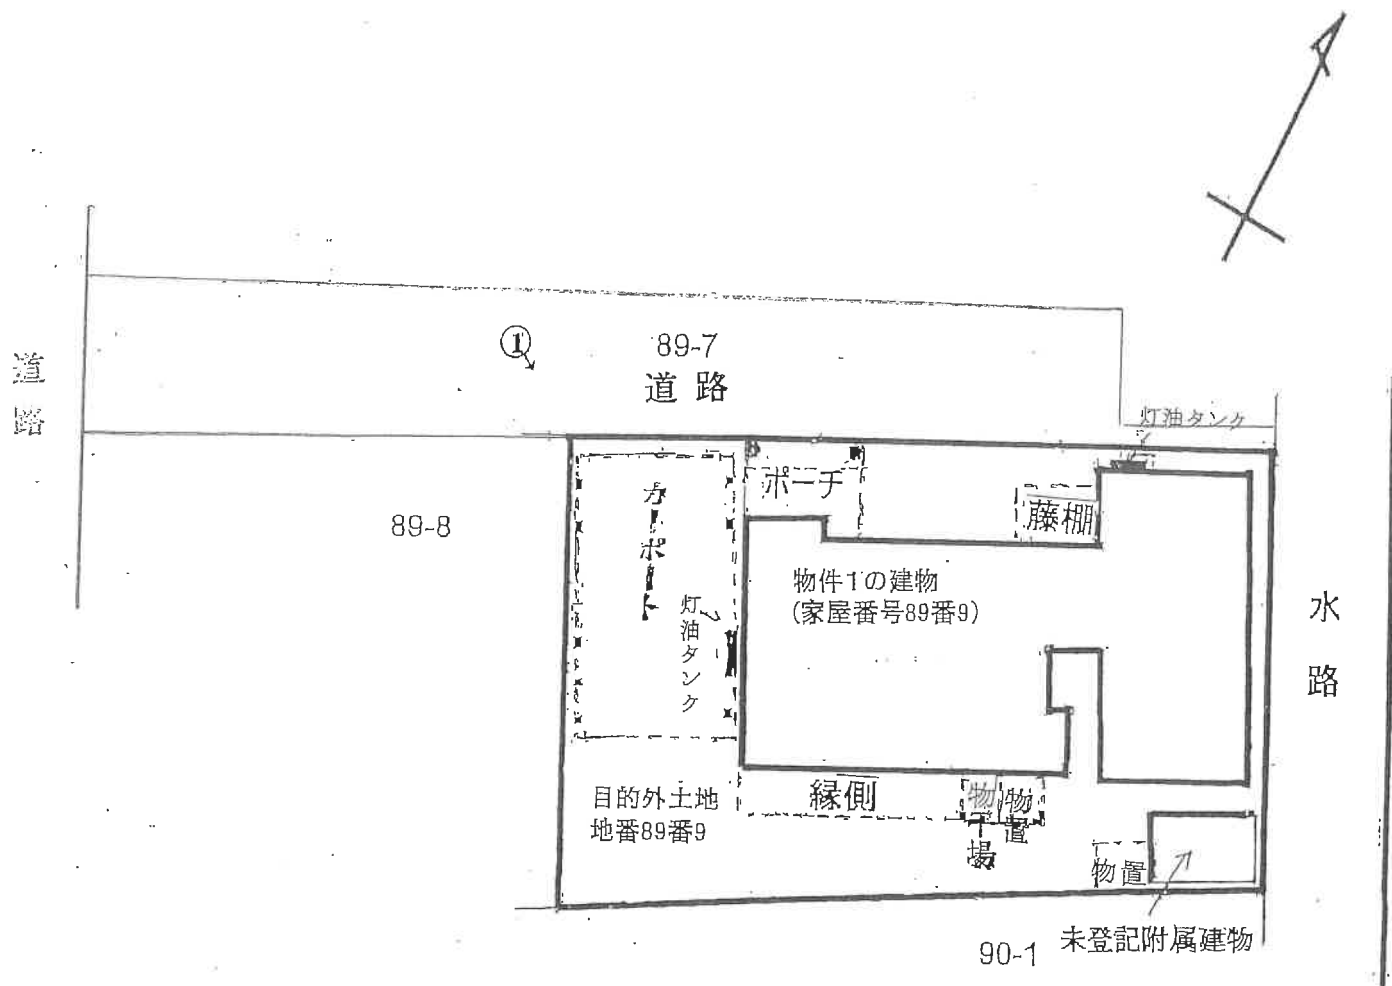 道路
①
89-7
道路
灯油タンク
89-8
カーポート
ポーチ
藤棚
物件1の建物
(家屋番号89番9)
灯油タンク
水路
目的外土地
地番89番9
縁側
物
場
物置
物置
未登記附属建物
90-1